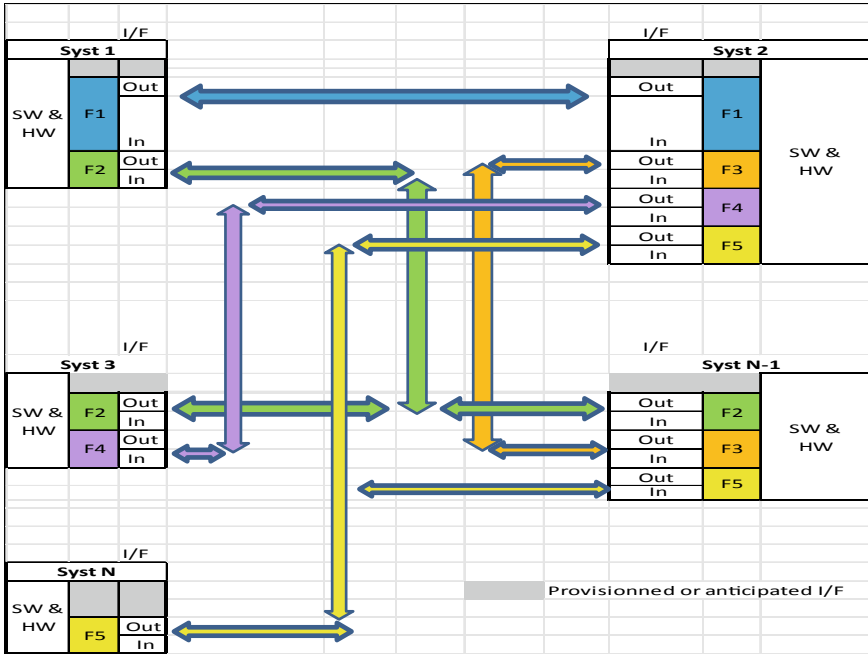 I/F
Syst 1
SW & HW
F1
Out
In
F2
Out
In
I/F
Syst 2
Out
In
F1
Out
In
F3
Out
In
F4
Out
In
F5
SW & HW
I/F
Syst 3
SW & HW
F2
Out
In
F4
Out
In
I/F
Syst N-1
Out
In
F2
Out
In
F3
Out
In
F5
SW & HW
I/F
Syst N
SW & HW
F5
Out
In
Provisionned or anticipated I/F